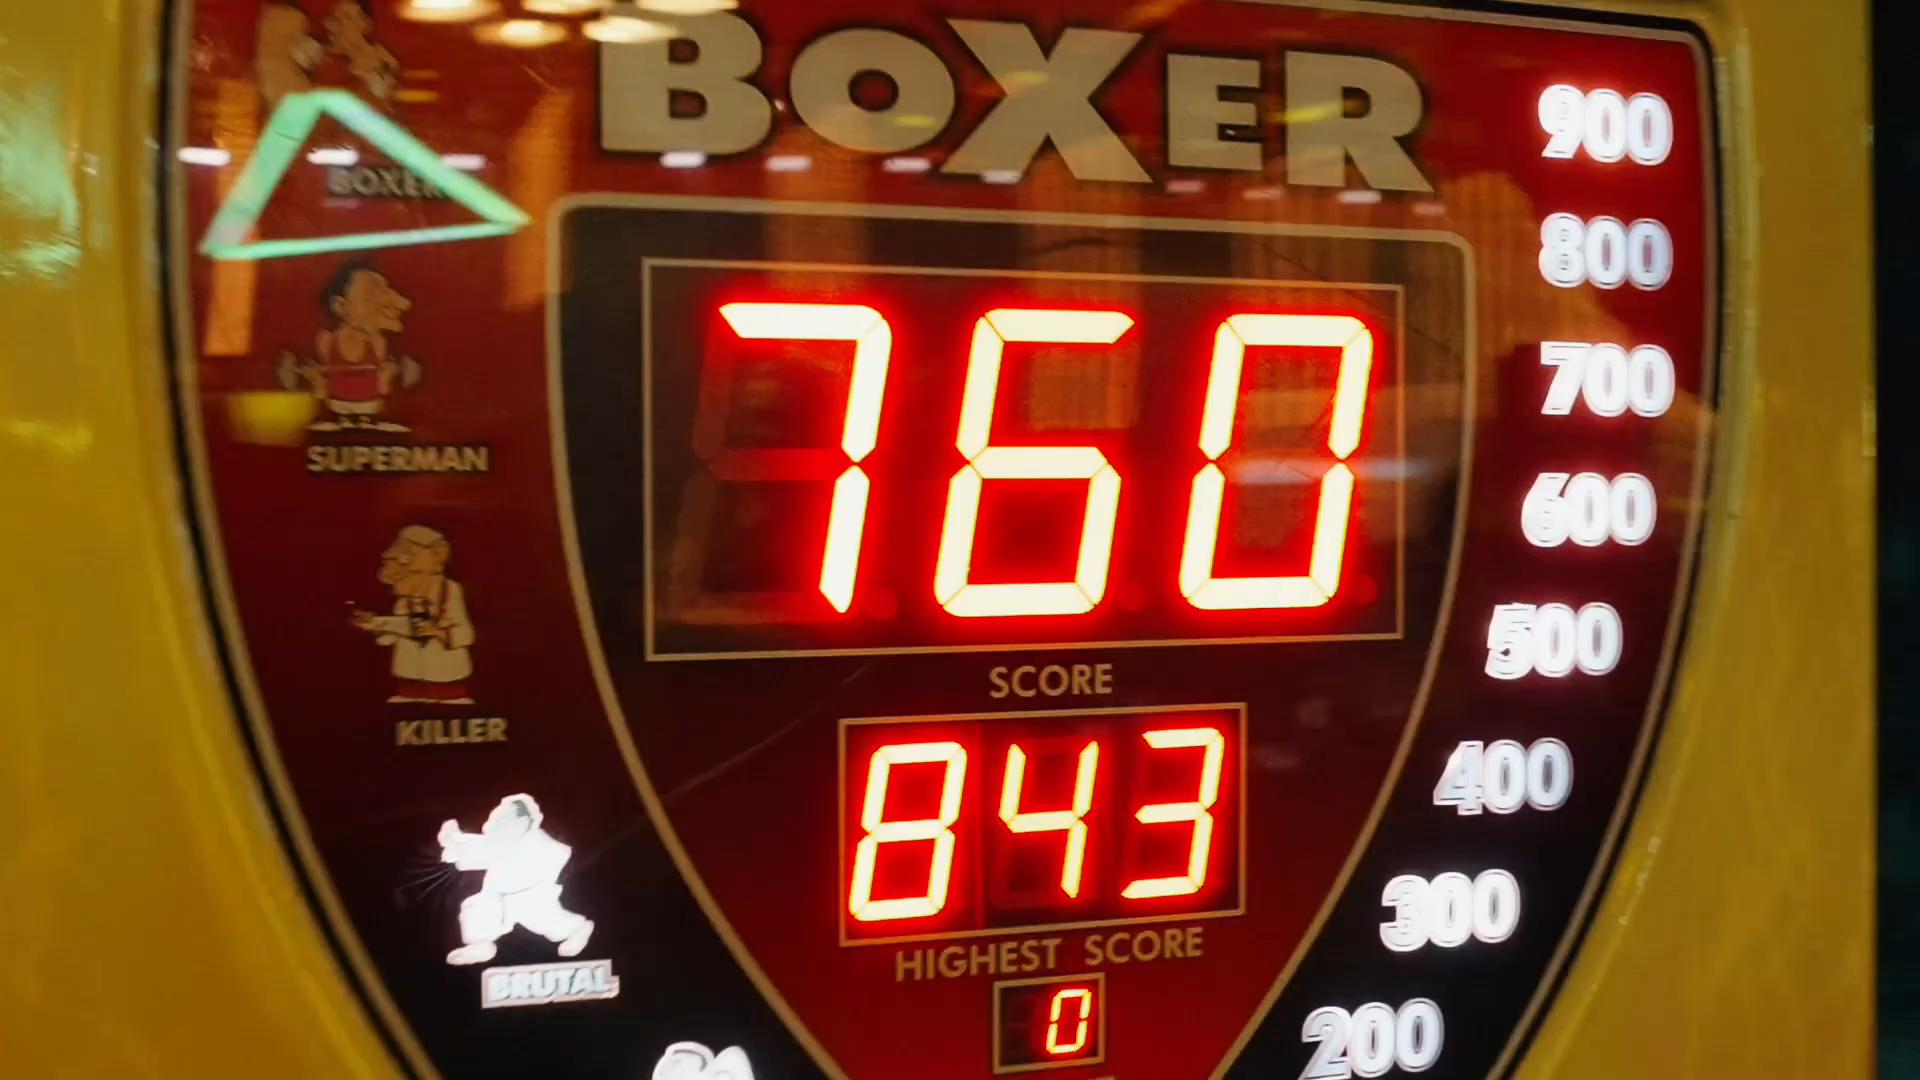 BOXER
BOXER
SUPERMAN
KILLER
BRUTAL
760
SCORE
843
HIGHEST SCORE
0
900
800
700
600
500
400
300
200